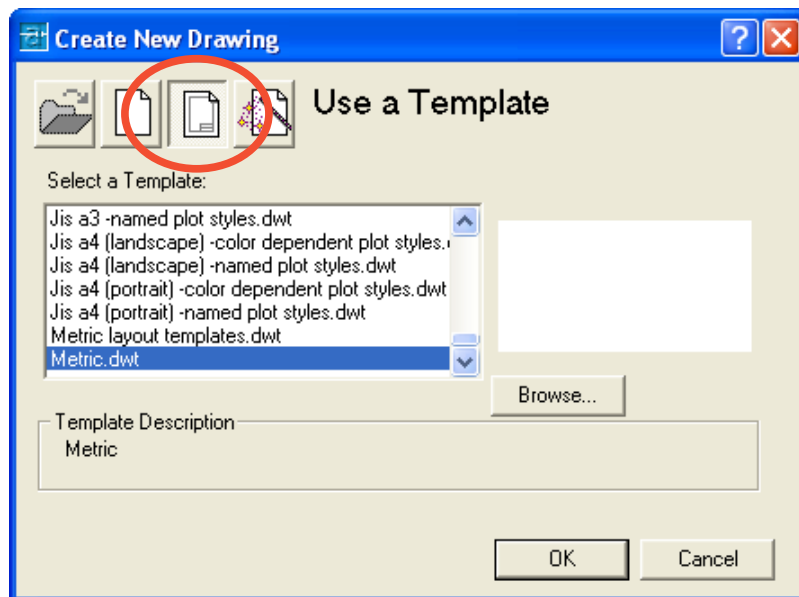 Create New Drawing
Use a Template
Select a Template:
Jis a3 -named plot styles.dwt
Jis a4 (landscape) -color dependent plot styles.
Jis a4 (landscape) -named plot styles.dwt
Jis a4 (portrait) -color dependent plot styles.dwt
Jis a4 (portrait) -named plot styles.dwt
Metric layout templates.dwt
Metric.dwt
Browse...
Template Description
Metric
OK Cancel